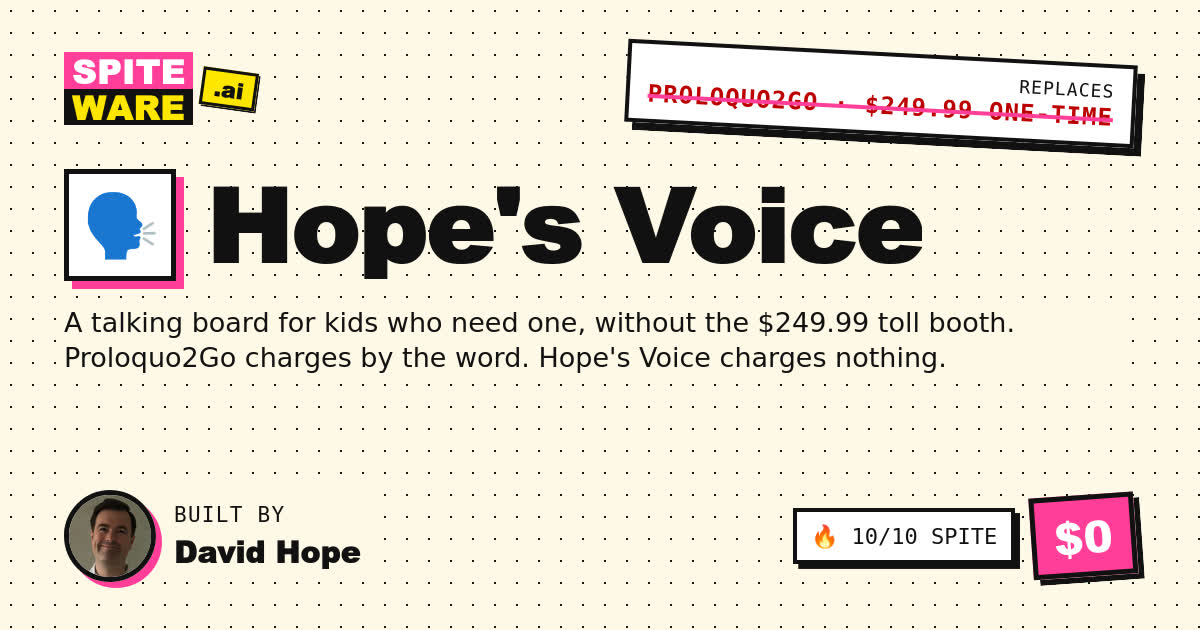 SPITE
WARE
.ai
REPLACES
PROLOQUO2GO · $249.99 ONE-TIME
Hope's Voice
A talking board for kids who need one, without the $249.99 toll booth.
Proloquo2Go charges by the word. Hope's Voice charges nothing.
BUILT BY
David Hope
🔥 10/10 SPITE
$0